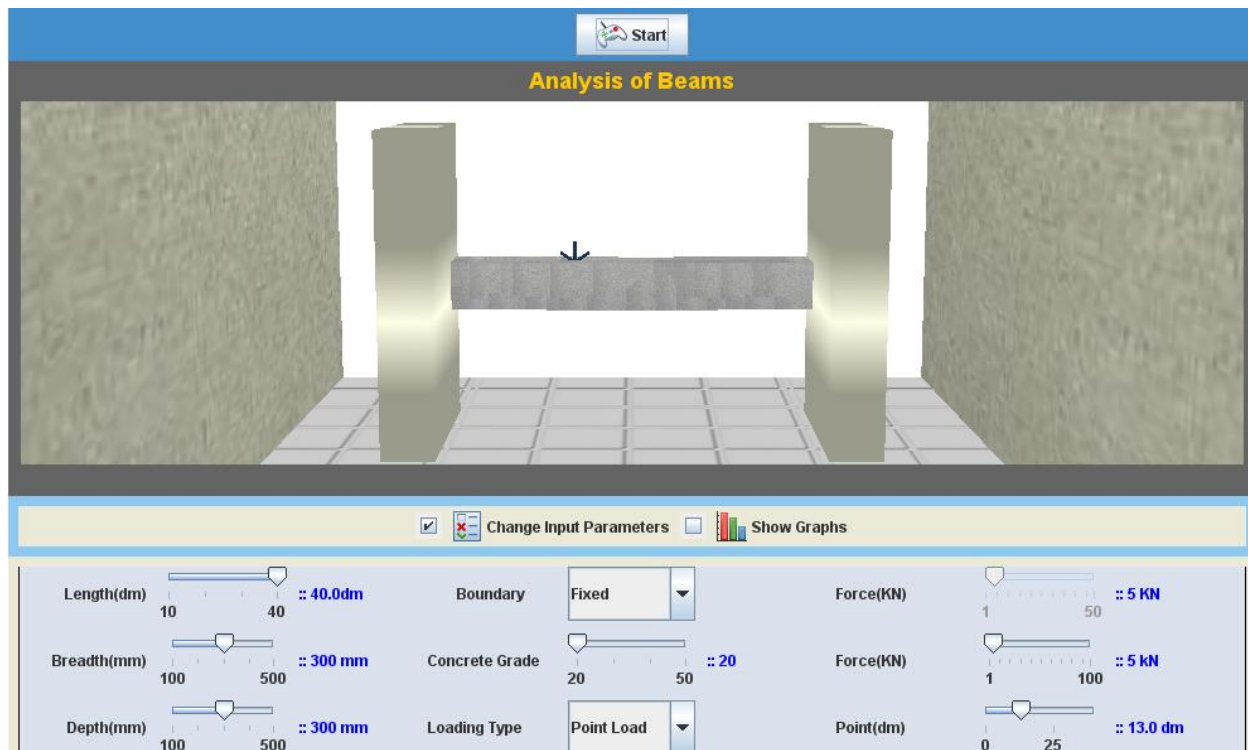 Start
Analysis of Beams
Change Input Parameters Show Graphs
Length(dm) :: 40.0dm Boundary Fixed Force(KN) :: 5 KN
10 40 1 50
Breadth(mm) :: 300 mm Concrete Grade :: 20 Force(KN) :: 5 kN
100 500 20 50 1 100
Depth(mm) :: 300 mm Loading Type Point Load Point(dm) :: 13.0 dm
100 500 0 25